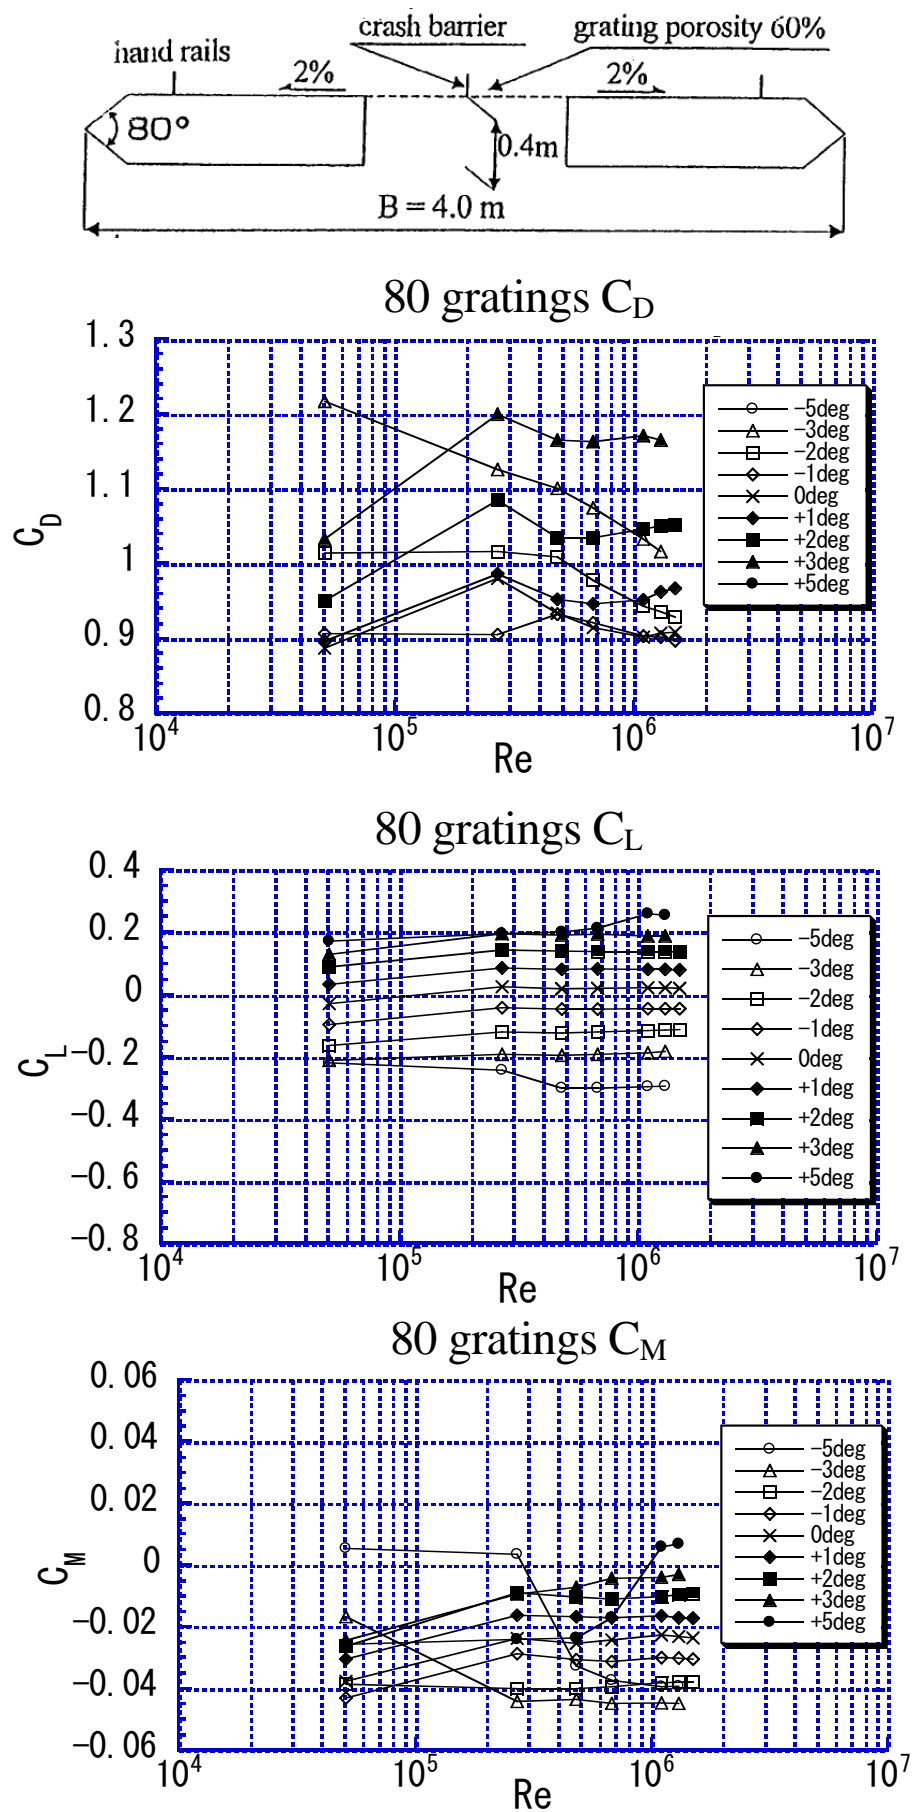 crash barrier
grating porosity 60%
hand rails
2%
2%
80°
0.4m
B = 4.0 m
80 gratings C_D
1.3
1.2
1.1
1
0.9
0.8
C_D
10^4
10^5
10^6
10^7
Re
-5deg
-3deg
-2deg
-1deg
0deg
+1deg
+2deg
+3deg
+5deg
80 gratings C_L
0.4
0.2
0
-0.2
-0.4
-0.6
-0.8
C_L
10^4
10^5
10^6
10^7
Re
-5deg
-3deg
-2deg
-1deg
0deg
+1deg
+2deg
+3deg
+5deg
80 gratings C_M
0.06
0.04
0.02
0
-0.02
-0.04
-0.06
C_M
10^4
10^5
10^6
10^7
Re
-5deg
-3deg
-2deg
-1deg
0deg
+1deg
+2deg
+3deg
+5deg